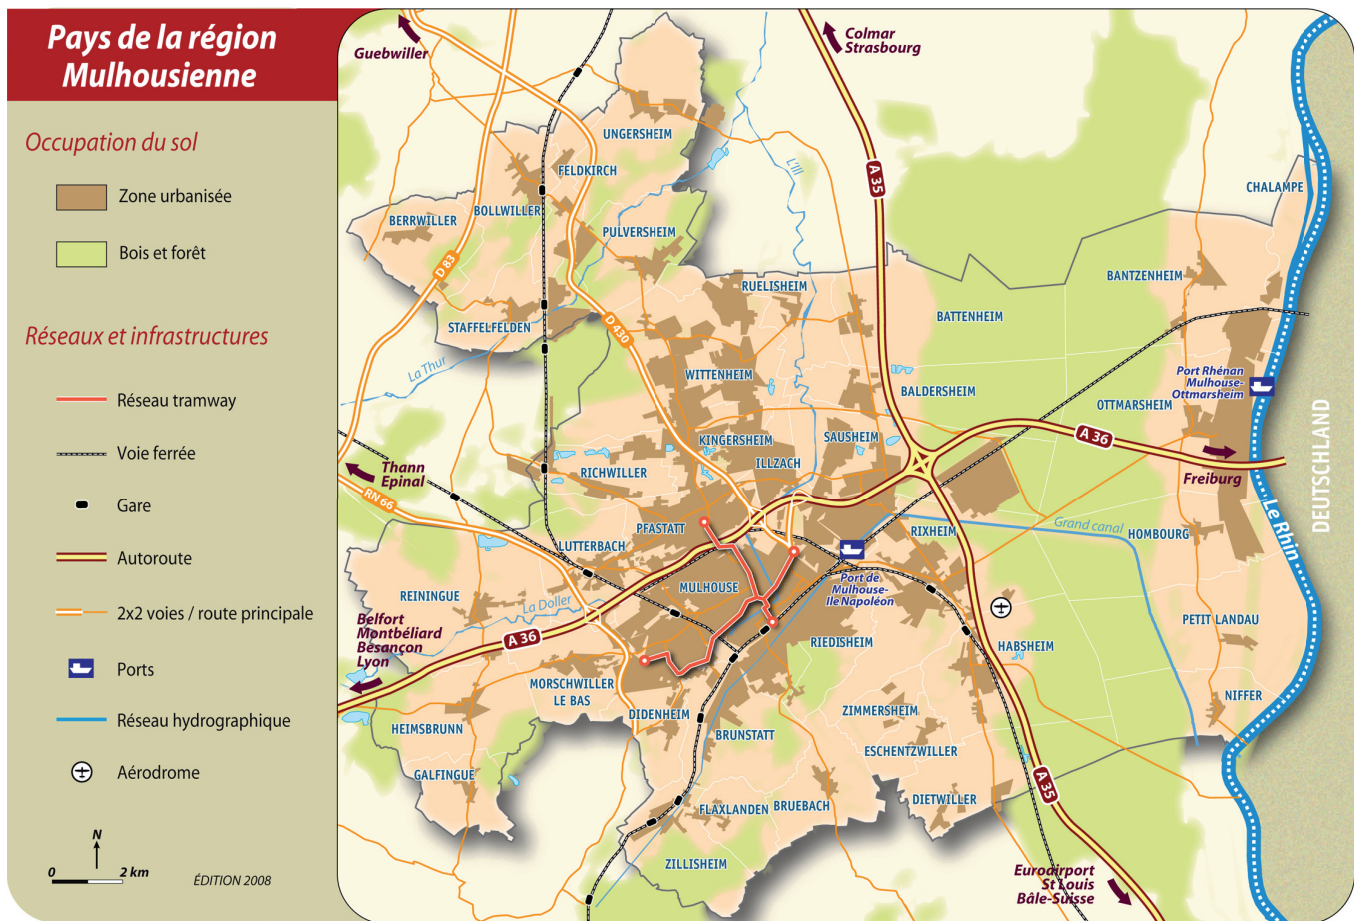 Pays de la région
Mulhousienne
Occupation du sol
Zone urbanisée
Bois et forêt
Réseaux et infrastructures
Réseau tramway
Voie ferrée
Gare
Autoroute
2x2 voies / route principale
Ports
Réseau hydrographique
Aérodrome
N
0 2 km
ÉDITION 2008
Guebwiller
Colmar
Strasbourg
UNGERSHEIM
FELDKIRCH
L'Ill
A 35
CHALAMPE
BERRWILLER
BOLLWILLER
PULVERSHEIM
D 83
BANTZENHEIM
RUELISHEIM
STAFFELFELDEN
D 430
BATTENHEIM
La Thur
WITTENHEIM
BALDERSHEIM
Port Rhénan
Mulhouse-
Ottmarsheim
OTTMARSHEIM
DEUTSCHLAND
KINGERSHEIM
SAUSHEIM
A 36
ILLZACH
Thann
Epinal
RICHWILLER
Freiburg
RN 66
Le Rhin
PFASTATT
Grand canal
RIXHEIM
HOMBOURG
LUTTERBACH
MULHOUSE
Port de
Mulhouse-
Ile Napoléon
REININGUE
La Doller
Belfort
Montbéliard
Besançon
Lyon
A 36
PETIT LANDAU
RIEDISHEIM
HABSHEIM
MORSCHWILLER
LE BAS
NIFFER
DIDENHEIM
ZIMMERSHEIM
HEIMSBRUNN
BRUNSTATT
ESCHENTZWILLER
GALFINGUE
A 35
DIETWILLER
FLAXLANDEN
BRUEBACH
ZILLISHEIM
Euroairport
St Louis
Bâle-Suisse